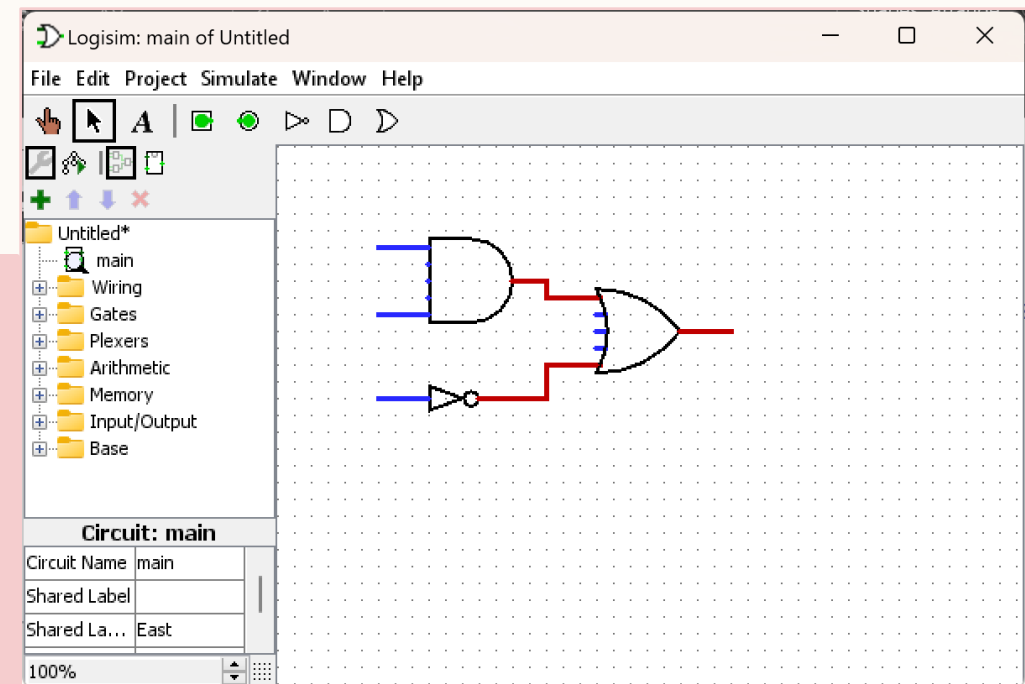 Logisim: main of Untitled
File Edit Project Simulate Window Help
A
Untitled*
main
Wiring
Gates
Plexers
Arithmetic
Memory
Input/Output
Base
Circuit: main
Circuit Name main
Shared Label
Shared La... East
100%